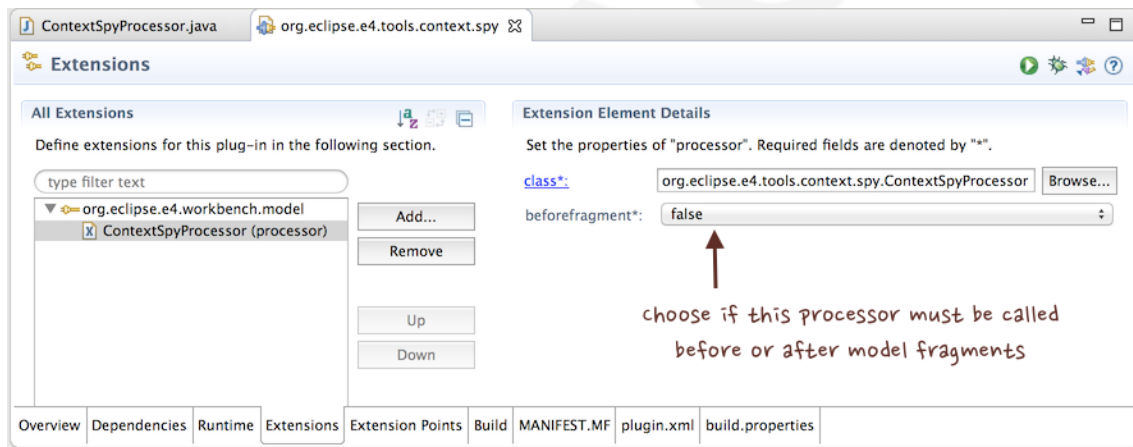 ContextSpyProcessor.java
org.eclipse.e4.tools.context.spy
Extensions
All Extensions
Define extensions for this plug-in in the following section.
type filter text
org.eclipse.e4.workbench.model
ContextSpyProcessor (processor)
Add...
Remove
Up
Down
Extension Element Details
Set the properties of "processor". Required fields are denoted by "*".
class*: org.eclipse.e4.tools.context.spy.ContextSpyProcessor Browse...
beforefragment*: false
choose if this processor must be called
before or after model fragments
Overview Dependencies Runtime Extensions Extension Points Build MANIFEST.MF plugin.xml build.properties